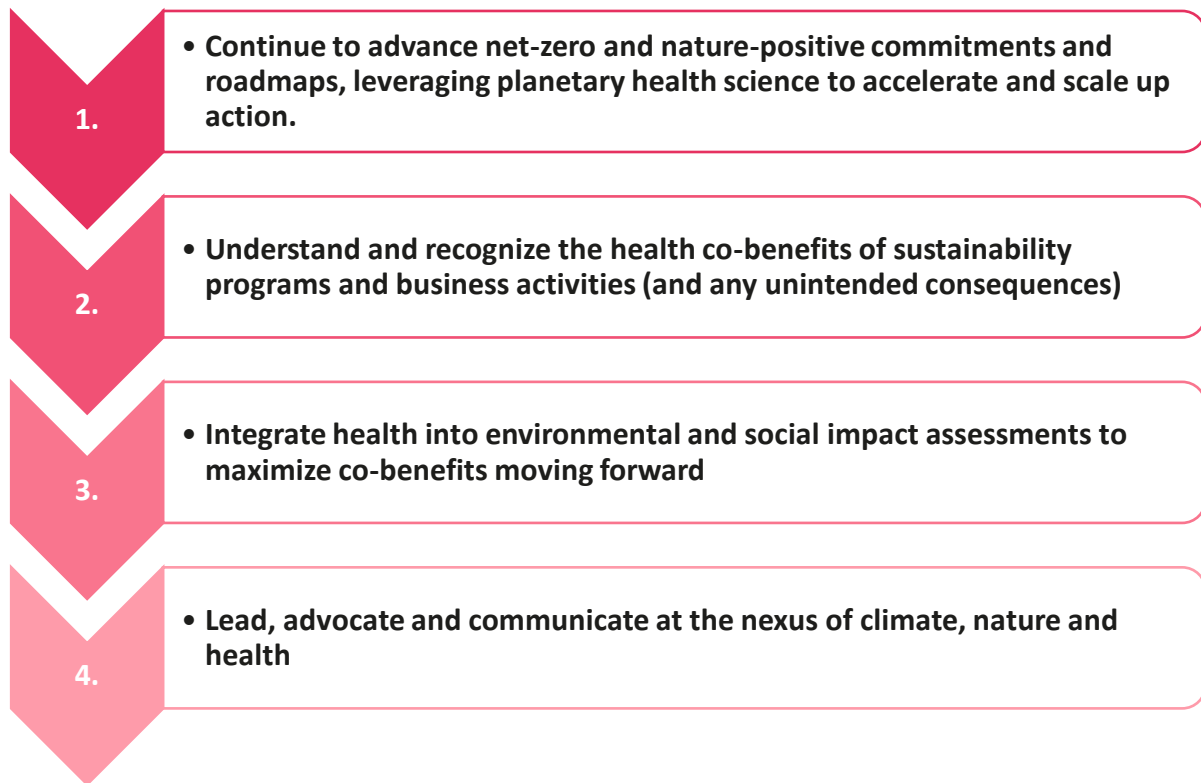 1.
• Continue to advance net-zero and nature-positive commitments and
roadmaps, leveraging planetary health science to accelerate and scale up
action.
2.
• Understand and recognize the health co-benefits of sustainability
programs and business activities (and any unintended consequences)
3.
• Integrate health into environmental and social impact assessments to
maximize co-benefits moving forward
4.
• Lead, advocate and communicate at the nexus of climate, nature and
health